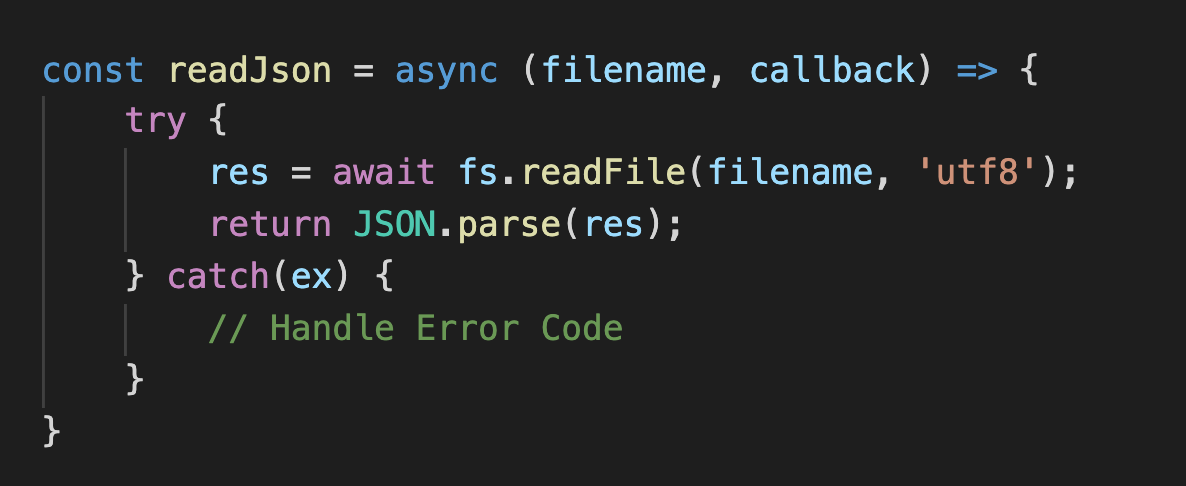 const readJson = async (filename, callback) => {
    try {
        res = await fs.readFile(filename, 'utf8');
        return JSON.parse(res);
    } catch(ex) {
        // Handle Error Code
    }
}